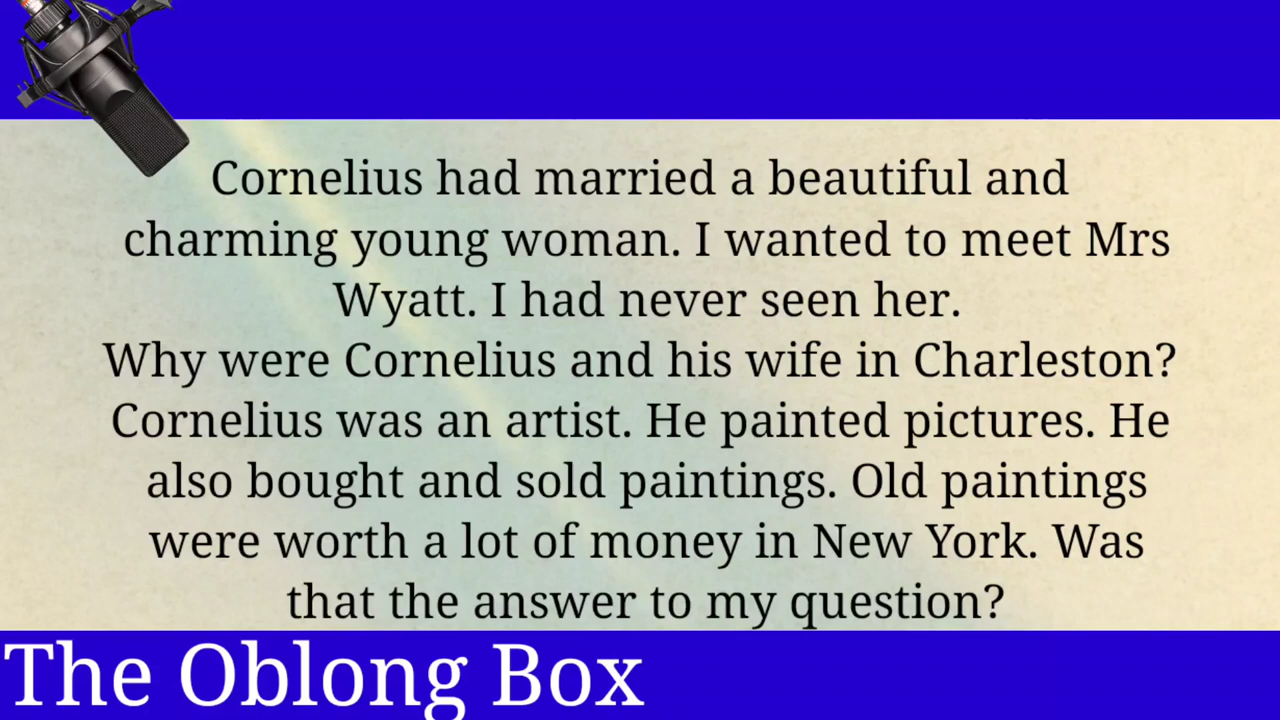 Cornelius had married a beautiful and
charming young woman. I wanted to meet Mrs
Wyatt. I had never seen her.
Why were Cornelius and his wife in Charleston?
Cornelius was an artist. He painted pictures. He
also bought and sold paintings. Old paintings
were worth a lot of money in New York. Was
that the answer to my question?
The Oblong Box